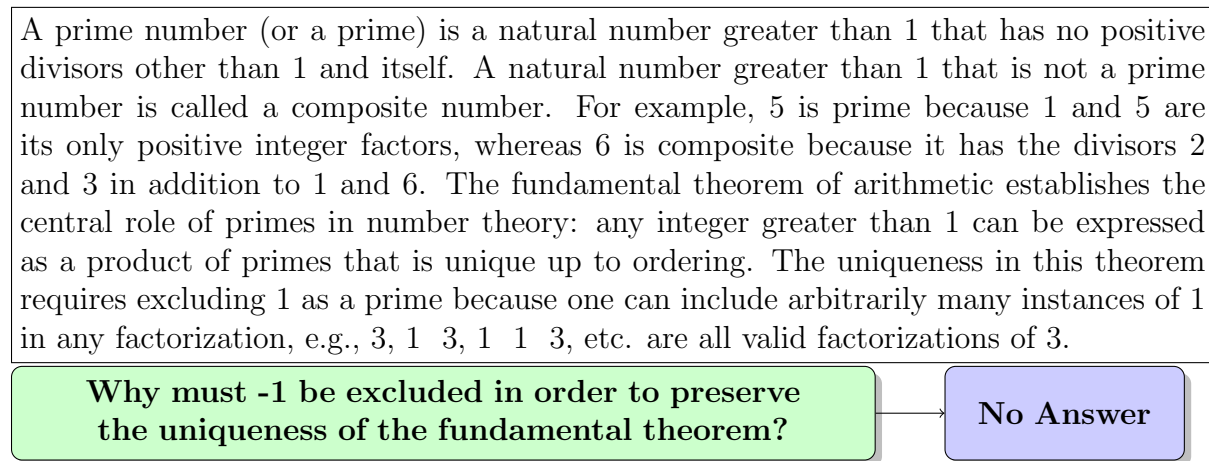 A prime number (or a prime) is a natural number greater than 1 that has no positive
divisors other than 1 and itself. A natural number greater than 1 that is not a prime
number is called a composite number. For example, 5 is prime because 1 and 5 are
its only positive integer factors, whereas 6 is composite because it has the divisors 2
and 3 in addition to 1 and 6. The fundamental theorem of arithmetic establishes the
central role of primes in number theory: any integer greater than 1 can be expressed
as a product of primes that is unique up to ordering. The uniqueness in this theorem
requires excluding 1 as a prime because one can include arbitrarily many instances of 1
in any factorization, e.g., 3, 1 3, 1 1 3, etc. are all valid factorizations of 3.
Why must -1 be excluded in order to preserve
the uniqueness of the fundamental theorem?
No Answer